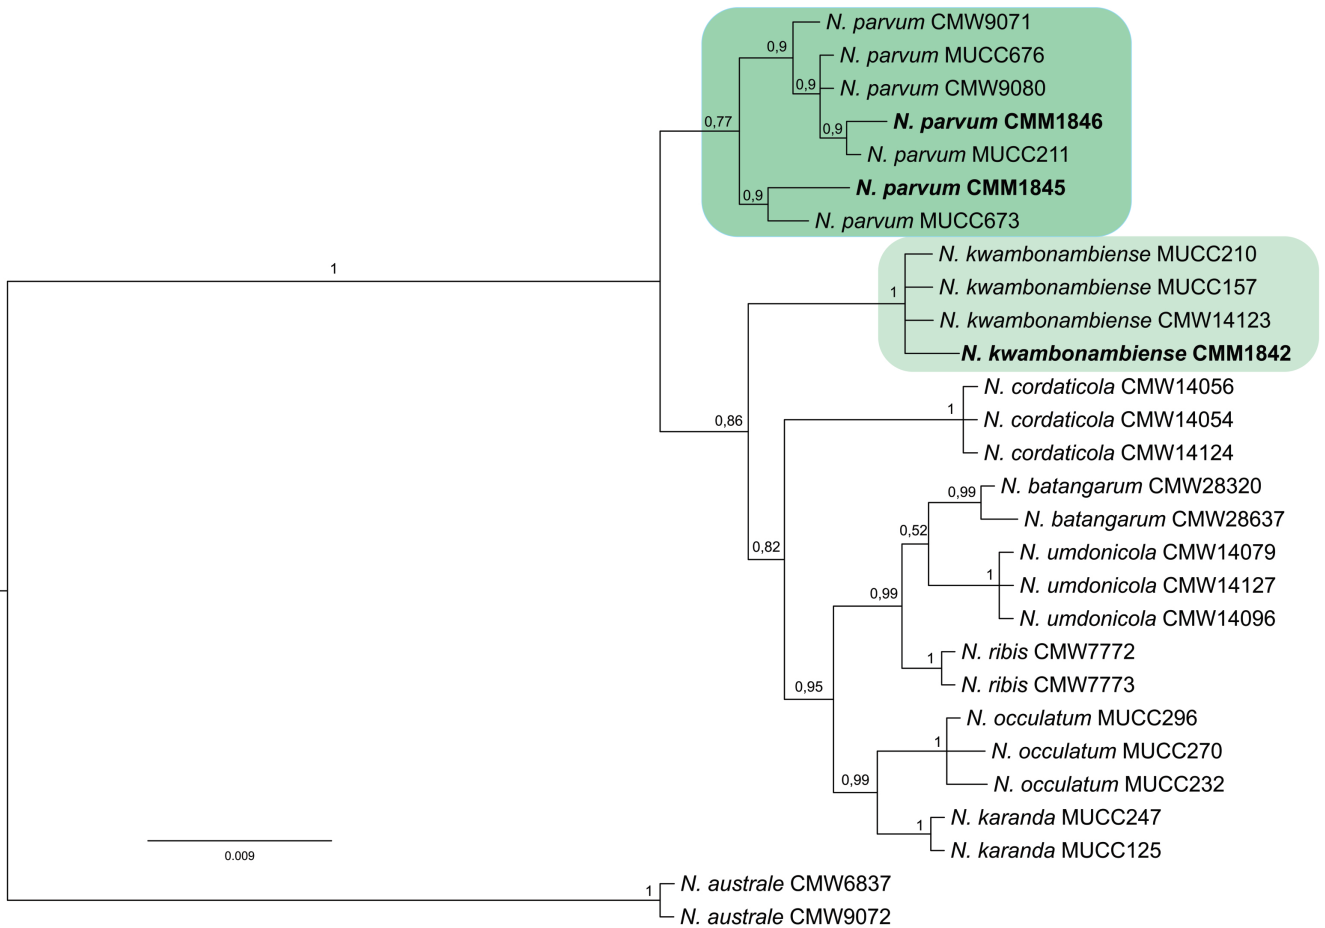 N. parvum CMW9071
0,9
N. parvum MUCC676
0,9
N. parvum CMW9080
0,77
0,9
N. parvum CMM1846
N. parvum MUCC211
0,9
N. parvum CMM1845
N. parvum MUCC673
1
N. kwambonambiense MUCC210
N. kwambonambiense MUCC157
1
N. kwambonambiense CMW14123
N. kwambonambiense CMM1842
0,86
N. cordaticola CMW14056
1
N. cordaticola CMW14054
N. cordaticola CMW14124
0,99
N. batangarum CMW28320
N. batangarum CMW28637
0,52
0,82
N. umdonicola CMW14079
1
N. umdonicola CMW14127
0,99
N. umdonicola CMW14096
1
N. ribis CMW7772
N. ribis CMW7773
0,95
N. occulatum MUCC296
1
N. occulatum MUCC270
0,99
N. occulatum MUCC232
1
N. karanda MUCC247
N. karanda MUCC125
0.009
1
N. australe CMW6837
N. australe CMW9072